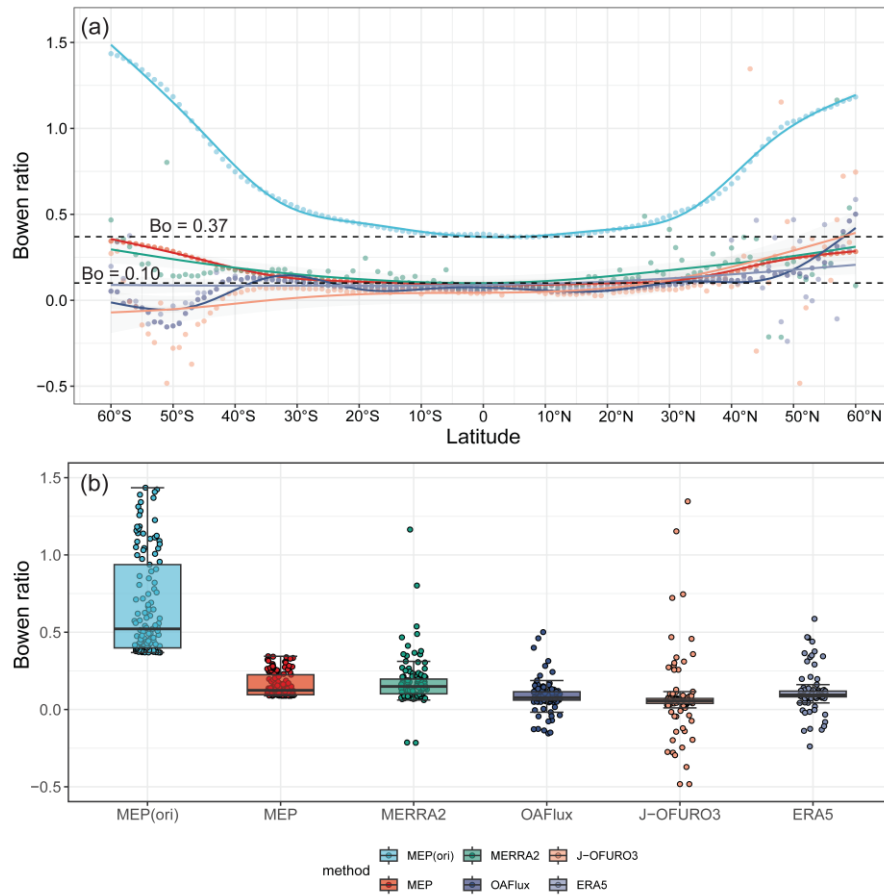 (a)
1.5
1.0
0.5
0.0
−0.5
Bowen ratio
Bo = 0.37
Bo = 0.10
60°S 50°S 40°S 30°S 20°S 10°S 0 10°N 20°N 30°N 40°N 50°N 60°N
Latitude
(b)
1.5
1.0
0.5
0.0
−0.5
Bowen ratio
MEP(ori) MEP MERRA2 OAFlux J−OFURO3 ERA5
method
MEP(ori) MERRA2 J−OFURO3
MEP OAFlux ERA5